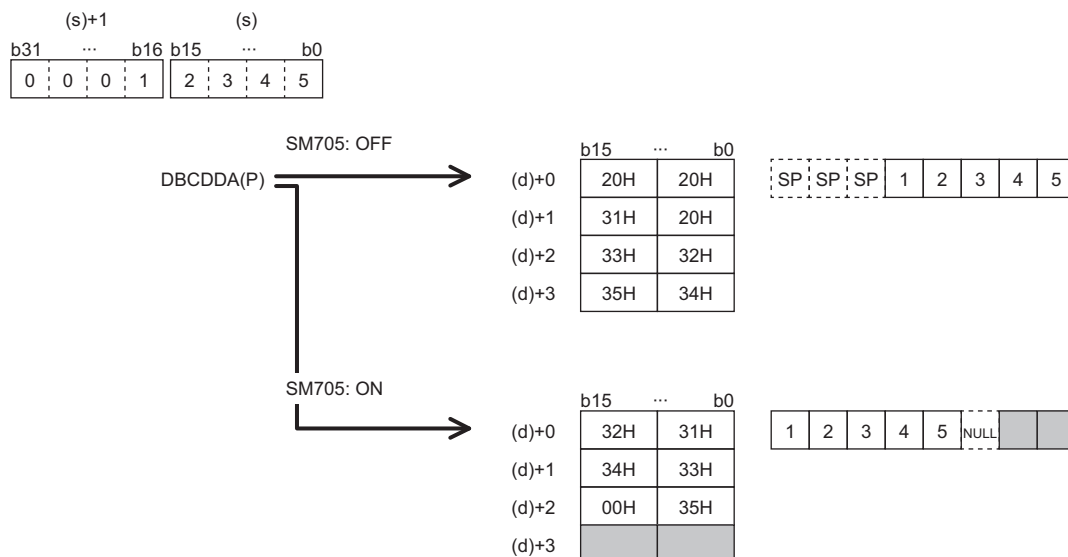 (s)+1 (s)
b31 ··· b16 b15 ··· b0
0 0 0 1 2 3 4 5
SM705: OFF
DBCDDA(P)
b15 ··· b0
(d)+0 20H 20H
(d)+1 31H 20H
(d)+2 33H 32H
(d)+3 35H 34H
SP SP SP 1 2 3 4 5
SM705: ON
b15 ··· b0
(d)+0 32H 31H
(d)+1 34H 33H
(d)+2 00H 35H
(d)+3
1 2 3 4 5 NULL